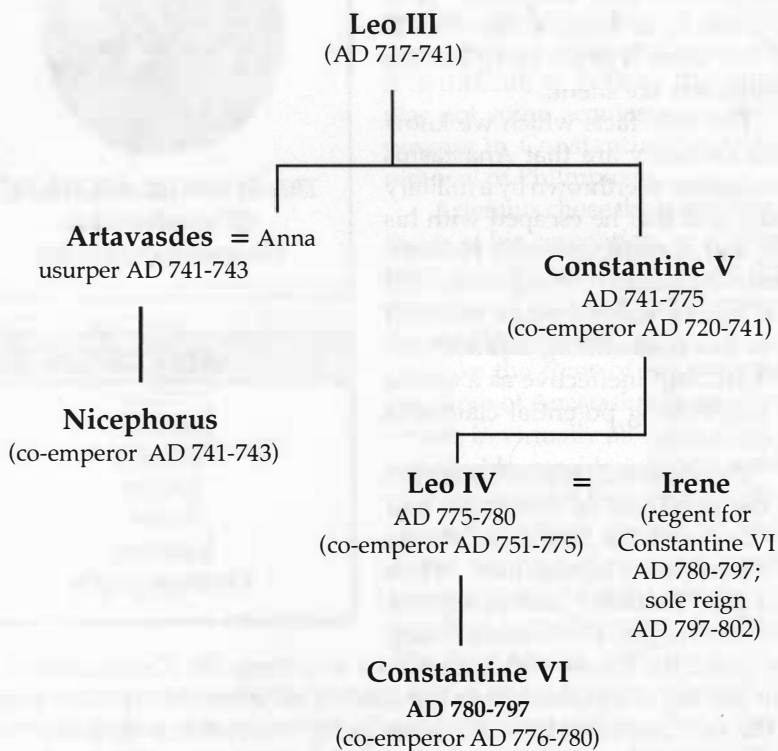 Leo III
(AD 717-741)
Artavasdes = Anna
usurper AD 741-743
Constantine V
AD 741-775
(co-emperor AD 720-741)
Nicephorus
(co-emperor AD 741-743)
Leo IV = Irene
AD 775-780
(co-emperor AD 751-775)
(regent for
Constantine VI
AD 780-797;
sole reign
AD 797-802)
Constantine VI
AD 780-797
(co-emperor AD 776-780)